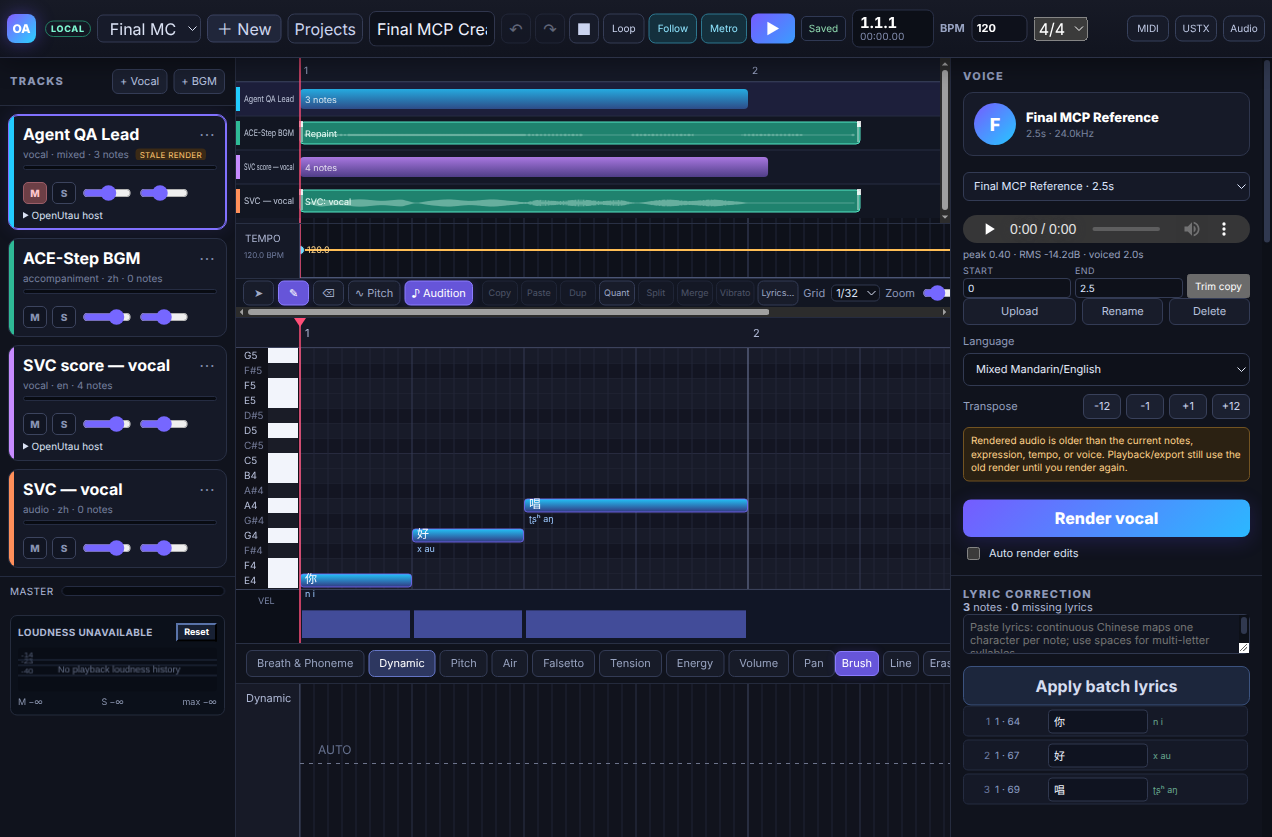 OA LOCAL Final MC + New Projects Final MCP Crea Loop Follow Metro Saved 1.1.1 00:00.00 BPM 120 4/4 MIDI USTX Audio
TRACKS + Vocal + BGM
Agent QA Lead ...
vocal · mixed · 3 notes STALE RENDER
M S
OpenUtau host
ACE-Step BGM ...
accompaniment · zh · 0 notes
M S
SVC score — vocal ...
vocal · en · 4 notes
M S
OpenUtau host
SVC — vocal ...
audio · zh · 0 notes
M S
MASTER
LOUDNESS UNAVAILABLE Reset
-14
-23
-40
No playback loudness history
M −∞ S −∞ max −∞
1 2
Agent QA Lead 3 notes
ACE-Step BGM Repaint
SVC score — vocal 4 notes
SVC — vocal SVC: vocal
TEMPO
120.0 BPM
120.0
Pitch Audition Copy Paste Dup Quant Split Merge Vibrato Lyrics... Grid 1/32 Zoom
1 2
G5
F#5
F5
E5
D#5
D5
C#5
C5
B4
A#4
A4 唱
G#4 tʂʰ aŋ
G4 好
F#4 x au
F4
E4 你
n i
VEL
Breath & Phoneme Dynamic Pitch Air Falsetto Tension Energy Volume Pan Brush Line Eras
Dynamic
AUTO
VOICE
F Final MCP Reference
2.5s · 24.0kHz
Final MCP Reference · 2.5s
0:00 / 0:00
peak 0.40 · RMS -14.2dB · voiced 2.0s
START END
0 2.5 Trim copy
Upload Rename Delete
Language
Mixed Mandarin/English
Transpose -12 -1 +1 +12
Rendered audio is older than the current notes,
expression, tempo, or voice. Playback/export still use the
old render until you render again.
Render vocal
Auto render edits
LYRIC CORRECTION
3 notes · 0 missing lyrics
Paste lyrics: continuous Chinese maps one
character per note; use spaces for multi-letter
syllables.
Apply batch lyrics
1 1 · 64 你 n i
2 1 · 67 好 x au
3 1 · 69 唱 tʂʰ aŋ